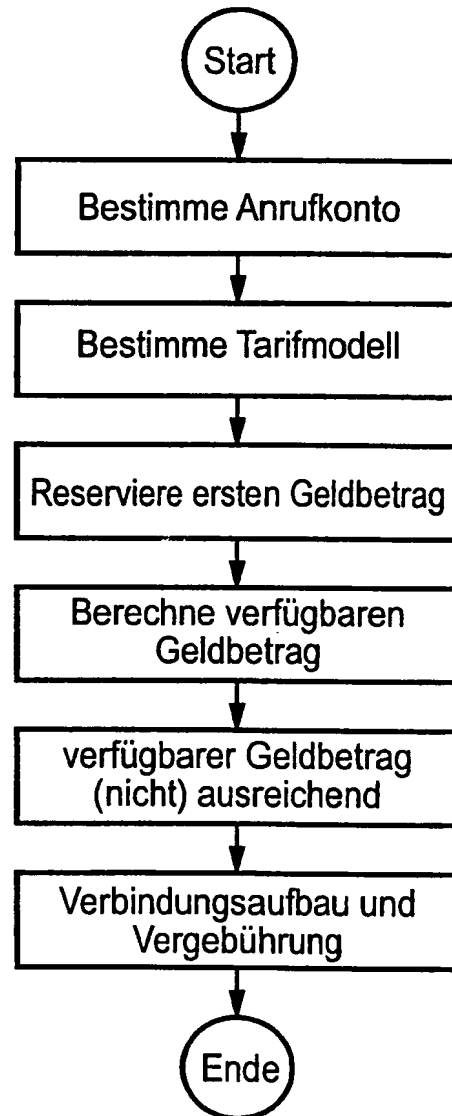 Start
Bestimme Anrufkonto
Bestimme Tarifmodell
Reserviere ersten Geldbetrag
Berechne verfügbaren
Geldbetrag
verfügbarer Geldbetrag
(nicht) ausreichend
Verbindungsaufbau und
Vergebührung
Ende